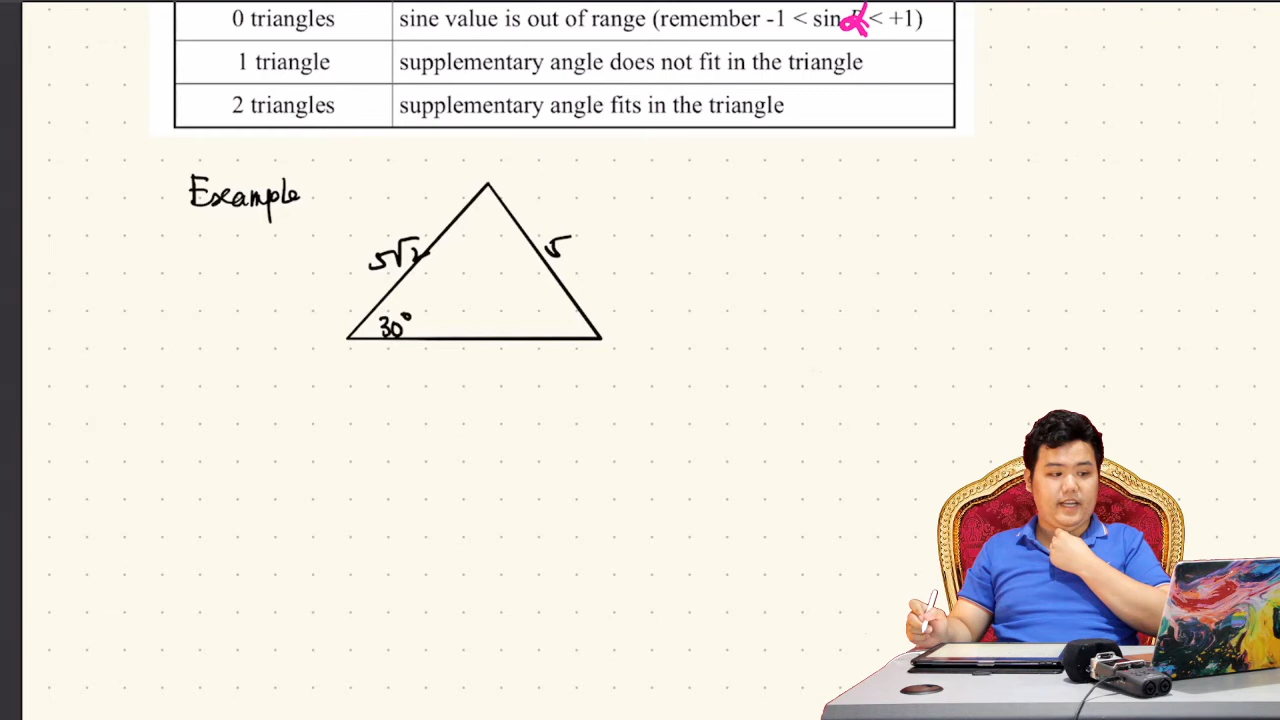 0 triangles sine value is out of range (remember -1 < sin α < +1)
1 triangle supplementary angle does not fit in the triangle
2 triangles supplementary angle fits in the triangle
Example
5√2
5
30°